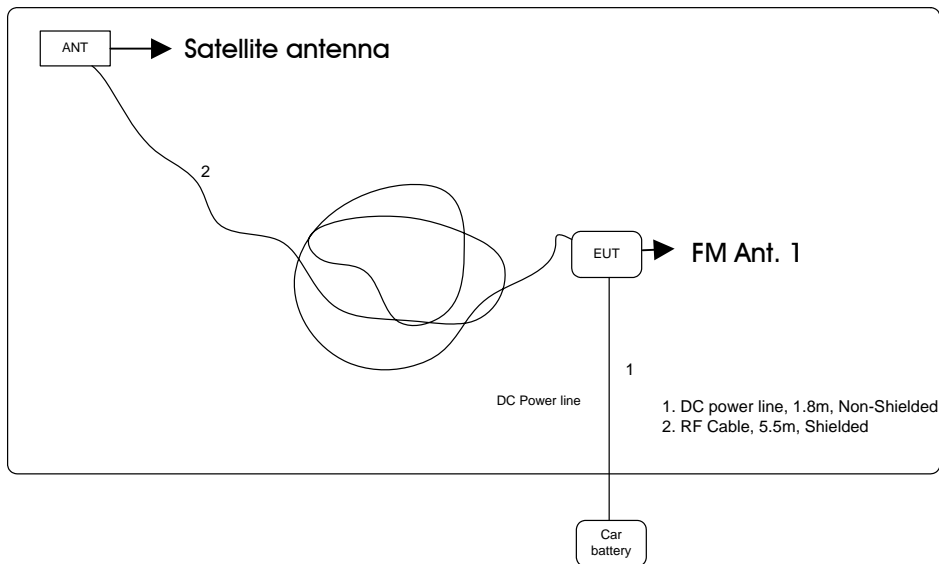 ANT
Satellite antenna
2
EUT
FM Ant. 1
1
DC Power line
1. DC power line, 1.8m, Non-Shielded
2. RF Cable, 5.5m, Shielded
Car
battery